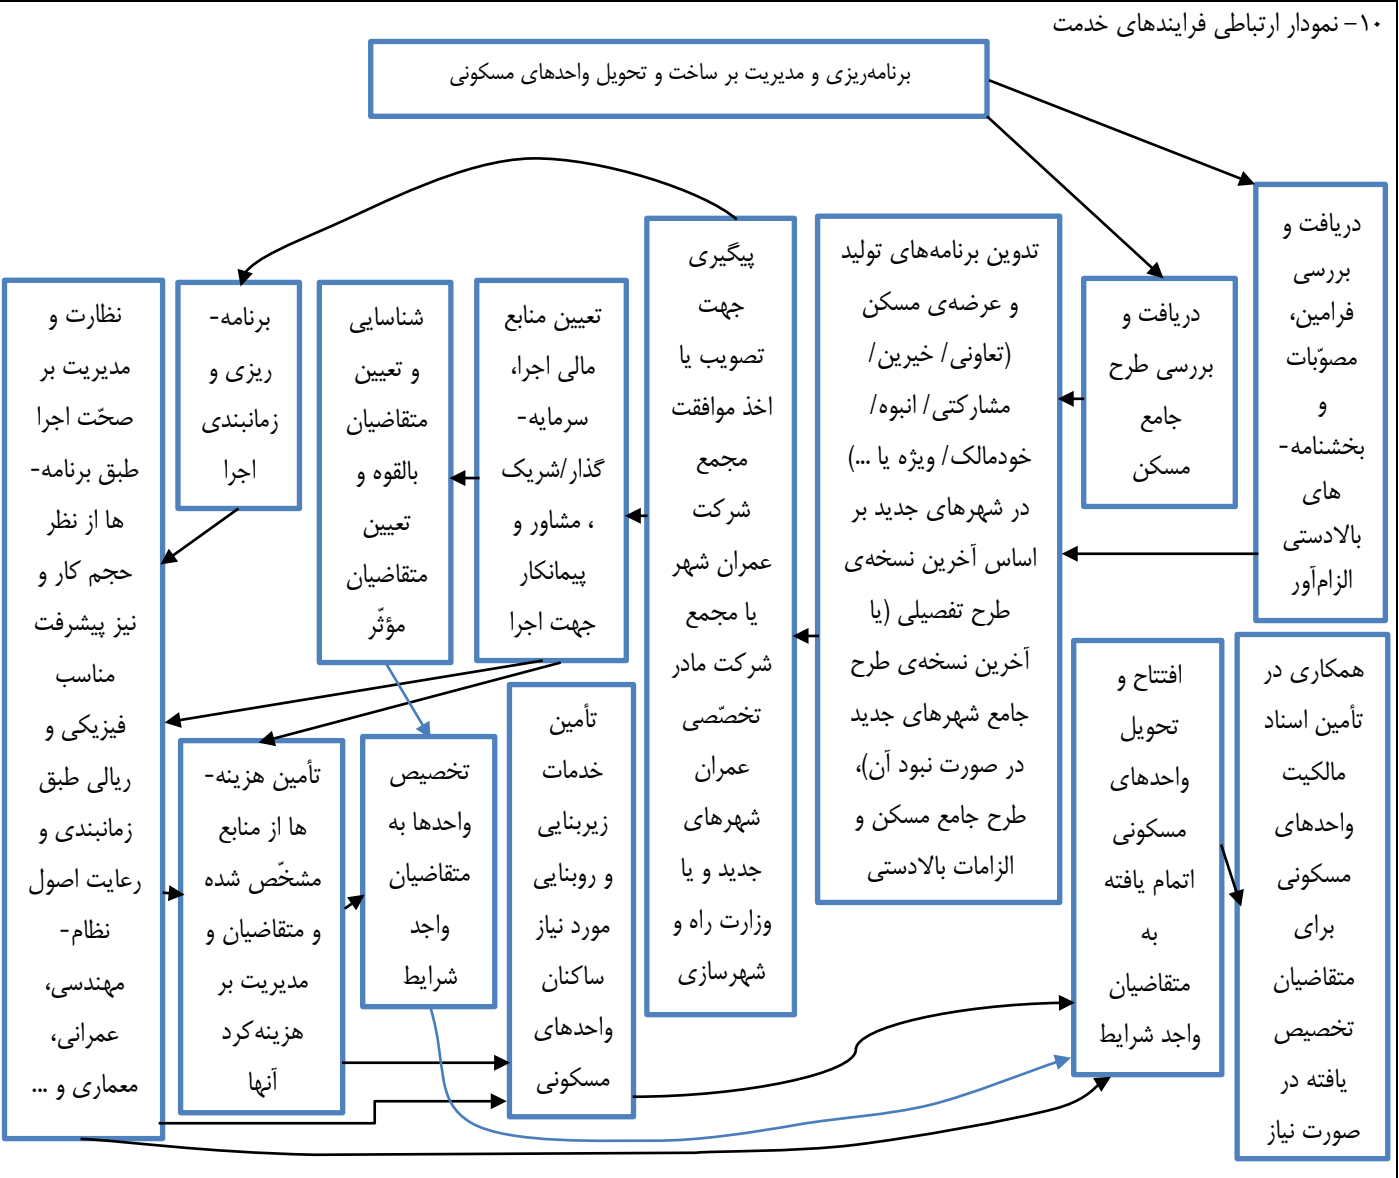 ۱۰- نمودار ارتباطی فرایندهای خدمت
برنامه‌ریزی و مدیریت بر ساخت و تحویل واحدهای مسکونی
دریافت و
بررسی
فرامین،
مصوّبات
و
بخشنامه-
های
بالادستی
الزام‌آور
دریافت و
بررسی طرح
جامع
مسکن
تدوین برنامه‌های تولید
و عرضه‌ی مسکن
(تعاونی/ خیرین/
مشارکتی/ انبوه/
خودمالک/ ویژه یا ...)
در شهرهای جدید بر
اساس آخرین نسخه‌ی
طرح تفصیلی (یا
آخرین نسخه‌ی طرح
جامع شهرهای جدید
در صورت نبود آن)،
طرح جامع مسکن و
الزامات بالادستی
پیگیری
جهت
تصویب یا
اخذ موافقت
مجمع
شرکت
عمران شهر
یا مجمع
شرکت مادر
تخصّصی
عمران
شهرهای
جدید و یا
وزارت راه و
شهرسازی
تعیین منابع
مالی اجرا،
سرمایه-
گذار/شریک
، مشاور و
پیمانکار
جهت اجرا
شناسایی
و تعیین
متقاضیان
بالقوه و
تعیین
متقاضیان
مؤثّر
برنامه-
ریزی و
زمانبندی
اجرا
نظارت و
مدیریت بر
صحّت اجرا
طبق برنامه-
ها از نظر
حجم کار و
نیز پیشرفت
مناسب
فیزیکی و
ریالی طبق
زمانبندی و
رعایت اصول
نظام-
مهندسی،
عمرانی،
معماری و ...
تأمین هزینه-
ها از منابع
مشخّص شده
و متقاضیان و
مدیریت بر
هزینه‌کرد
آنها
تخصیص
واحدها به
متقاضیان
واجد
شرایط
تأمین
خدمات
زیربنایی
و روبنایی
مورد نیاز
ساکنان
واحدهای
مسکونی
افتتاح و
تحویل
واحدهای
مسکونی
اتمام یافته
به
متقاضیان
واجد شرایط
همکاری در
تأمین اسناد
مالکیت
واحدهای
مسکونی
برای
متقاضیان
تخصیص
یافته در
صورت نیاز